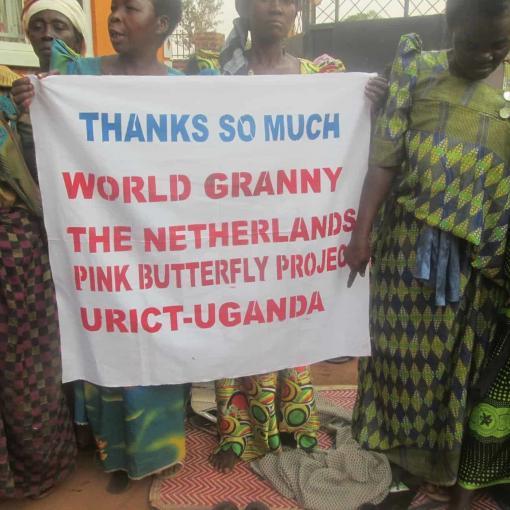 THANKS SO MUCH
WORLD GRANNY
THE NETHERLANDS
PINK BUTTERFLY PROJEC
URICT-UGANDA